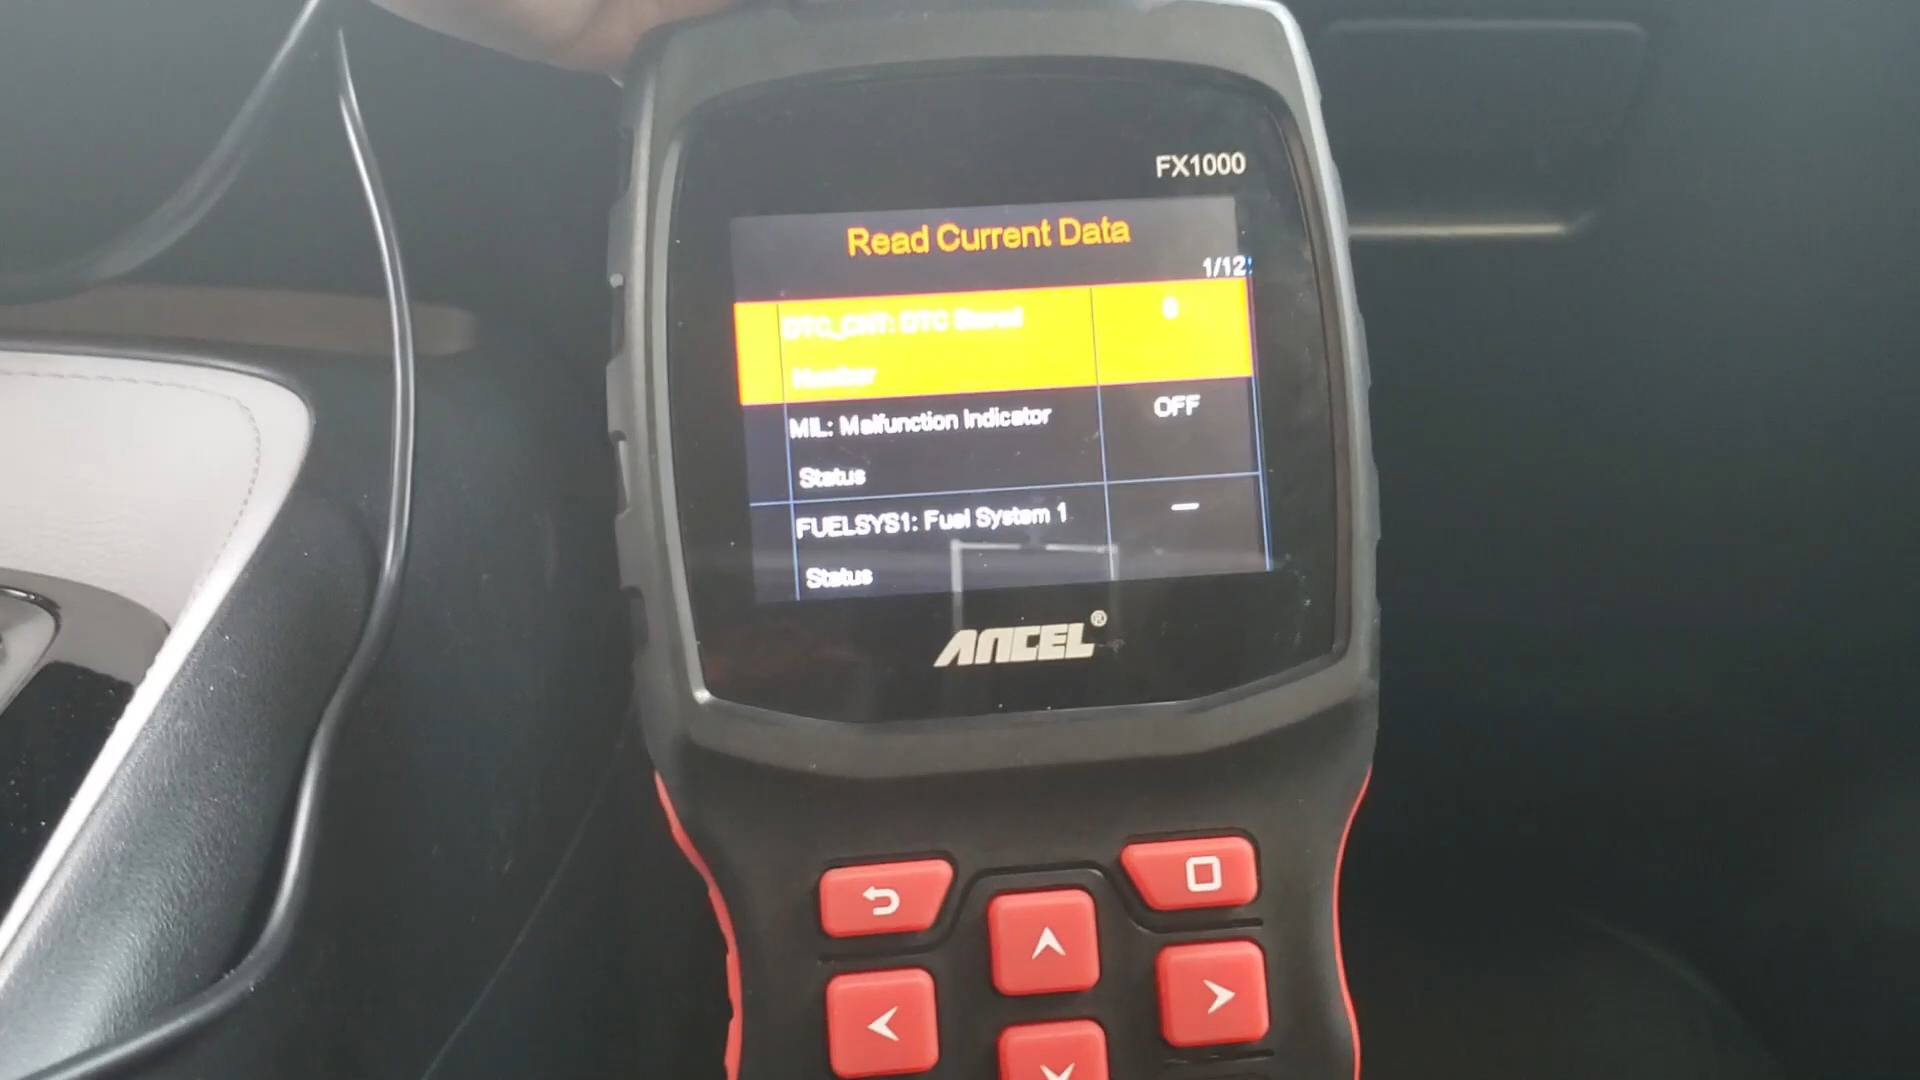 FX1000
Read Current Data
1/12
DTC_CNT: DTC Stored
Number
MIL: Malfunction Indicator
OFF
Status
FUELSYS1: Fuel System 1
—
Status
ANCEL®